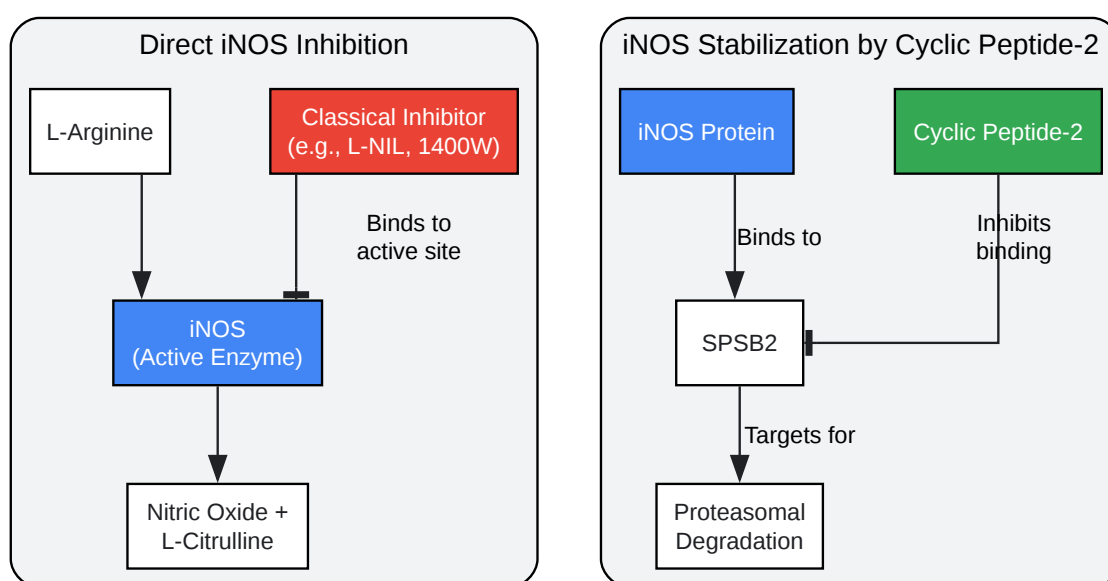 Direct iNOS Inhibition
L-Arginine
Classical Inhibitor
(e.g., L-NIL, 1400W)
Binds to
active site
iNOS
(Active Enzyme)
Nitric Oxide +
L-Citrulline
iNOS Stabilization by Cyclic Peptide-2
iNOS Protein
Cyclic Peptide-2
Binds to
Inhibits
binding
SPSB2
Targets for
Proteasomal
Degradation